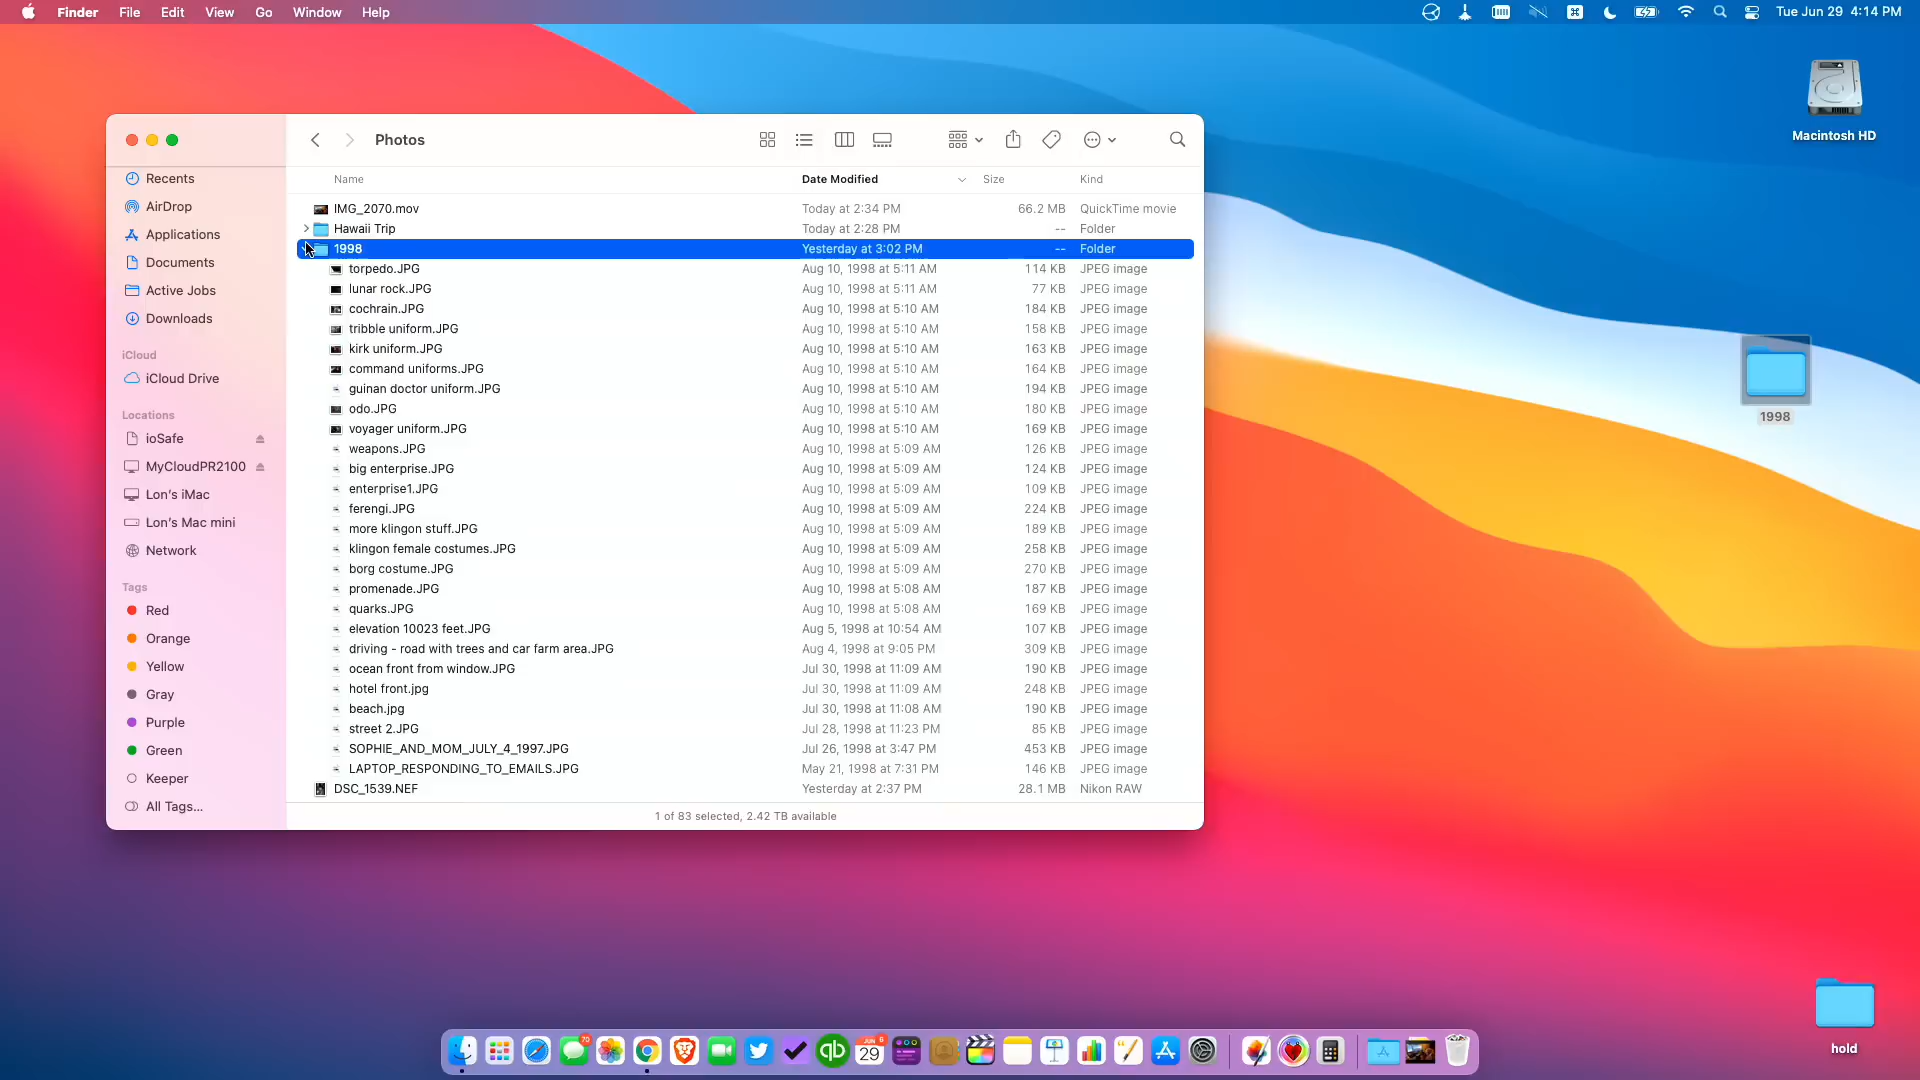 Finder File Edit View Go Window Help Tue Jun 29 4:14 PM
Macintosh HD
Photos
Name Date Modified Size Kind
Recents
AirDrop
Applications
Documents
Active Jobs
Downloads
iCloud
iCloud Drive
Locations
ioSafe
MyCloudPR2100
Lon's iMac
Lon's Mac mini
Network
Tags
Red
Orange
Yellow
Gray
Purple
Green
Keeper
All Tags...
IMG_2070.mov Today at 2:34 PM 66.2 MB QuickTime movie
Hawaii Trip Today at 2:28 PM -- Folder
1998 Yesterday at 3:02 PM -- Folder
torpedo.JPG Aug 10, 1998 at 5:11 AM 114 KB JPEG image
lunar rock.JPG Aug 10, 1998 at 5:11 AM 77 KB JPEG image
cochrain.JPG Aug 10, 1998 at 5:10 AM 184 KB JPEG image
tribble uniform.JPG Aug 10, 1998 at 5:10 AM 158 KB JPEG image
kirk uniform.JPG Aug 10, 1998 at 5:10 AM 163 KB JPEG image
command uniforms.JPG Aug 10, 1998 at 5:10 AM 164 KB JPEG image
guinan doctor uniform.JPG Aug 10, 1998 at 5:10 AM 194 KB JPEG image
odo.JPG Aug 10, 1998 at 5:10 AM 180 KB JPEG image
voyager uniform.JPG Aug 10, 1998 at 5:10 AM 169 KB JPEG image
weapons.JPG Aug 10, 1998 at 5:09 AM 126 KB JPEG image
big enterprise.JPG Aug 10, 1998 at 5:09 AM 124 KB JPEG image
enterprise1.JPG Aug 10, 1998 at 5:09 AM 109 KB JPEG image
ferengi.JPG Aug 10, 1998 at 5:09 AM 224 KB JPEG image
more klingon stuff.JPG Aug 10, 1998 at 5:09 AM 189 KB JPEG image
klingon female costumes.JPG Aug 10, 1998 at 5:09 AM 258 KB JPEG image
borg costume.JPG Aug 10, 1998 at 5:09 AM 270 KB JPEG image
promenade.JPG Aug 10, 1998 at 5:08 AM 187 KB JPEG image
quarks.JPG Aug 10, 1998 at 5:08 AM 169 KB JPEG image
elevation 10023 feet.JPG Aug 5, 1998 at 10:54 AM 107 KB JPEG image
driving - road with trees and car farm area.JPG Aug 4, 1998 at 9:05 PM 309 KB JPEG image
ocean front from window.JPG Jul 30, 1998 at 11:09 AM 190 KB JPEG image
hotel front.jpg Jul 30, 1998 at 11:09 AM 248 KB JPEG image
beach.jpg Jul 30, 1998 at 11:08 AM 190 KB JPEG image
street 2.JPG Jul 28, 1998 at 11:23 PM 85 KB JPEG image
SOPHIE_AND_MOM_JULY_4_1997.JPG Jul 26, 1998 at 3:47 PM 453 KB JPEG image
LAPTOP_RESPONDING_TO_EMAILS.JPG May 21, 1998 at 7:31 PM 146 KB JPEG image
DSC_1539.NEF Yesterday at 2:37 PM 28.1 MB Nikon RAW
1 of 83 selected, 2.42 TB available
1998
hold
70
JUN 6
29
qb